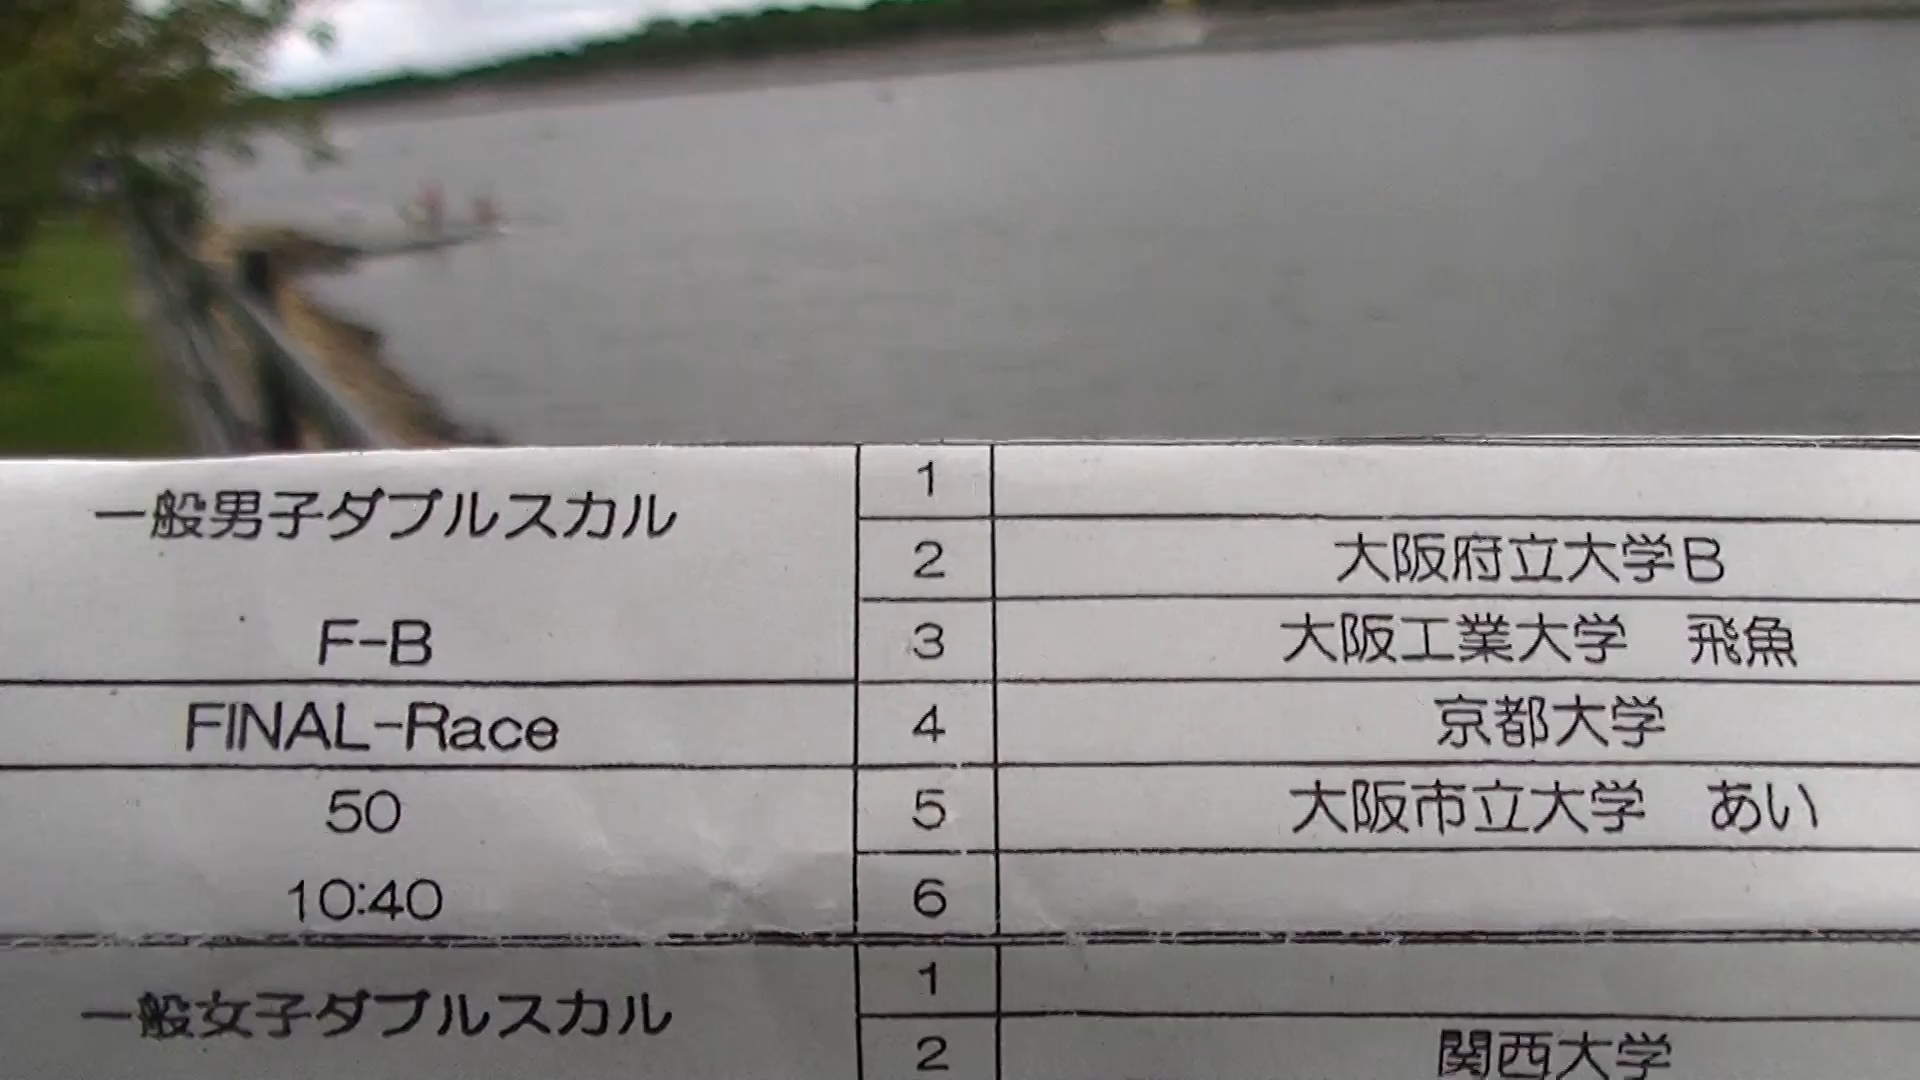 一般男子ダブルスカル
F-B
FINAL-Race
50
10:40
1
2 大阪府立大学B
3 大阪工業大学 飛魚
4 京都大学
5 大阪市立大学 あい
6
一般女子ダブルスカル
1
2 関西大学